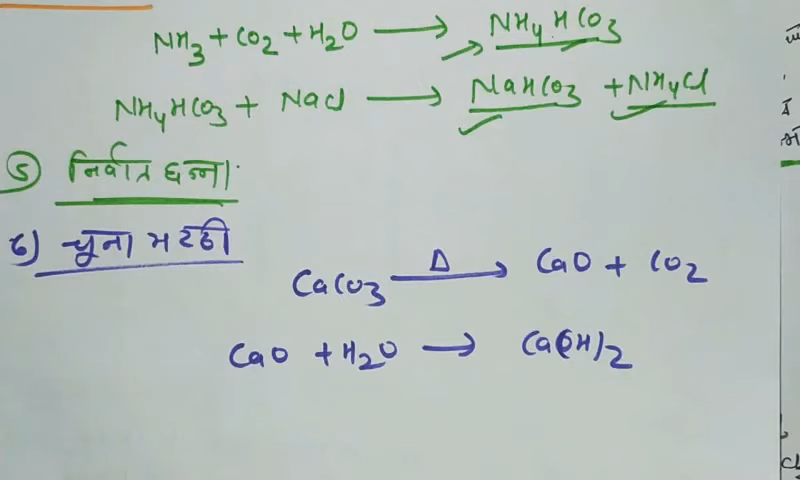 NH3 + CO2 + H2O → NH4HCO3
NH4HCO3 + NaCl → NaHCO3 + NH4Cl
5) निर्वात छन्ना
6) चूना भट्ठी
CaCO3 Δ→ CaO + CO2
CaO + H2O → Ca(OH)2